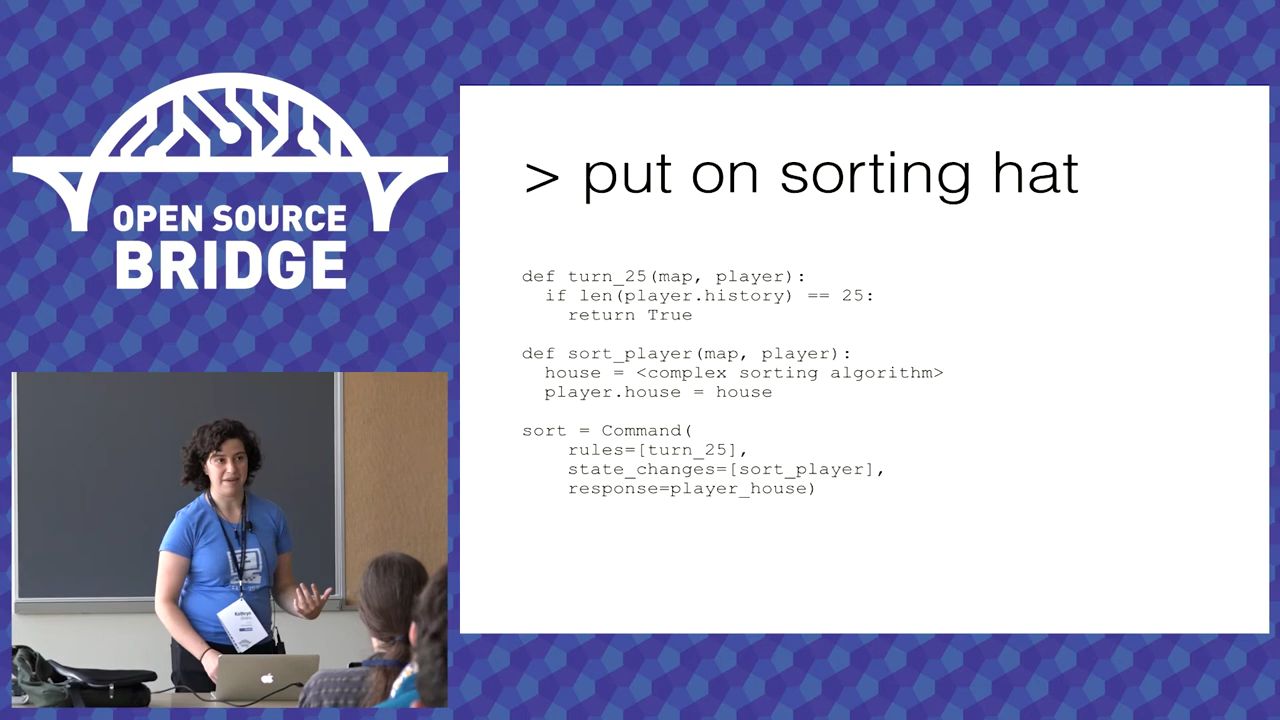 OPEN SOURCE
BRIDGE
> put on sorting hat
def turn_25(map, player):
if len(player.history) == 25:
return True
def sort_player(map, player):
house = <complex sorting algorithm>
player.house = house
sort = Command(
rules=[turn_25],
state_changes=[sort_player],
response=player_house)
Kathryn